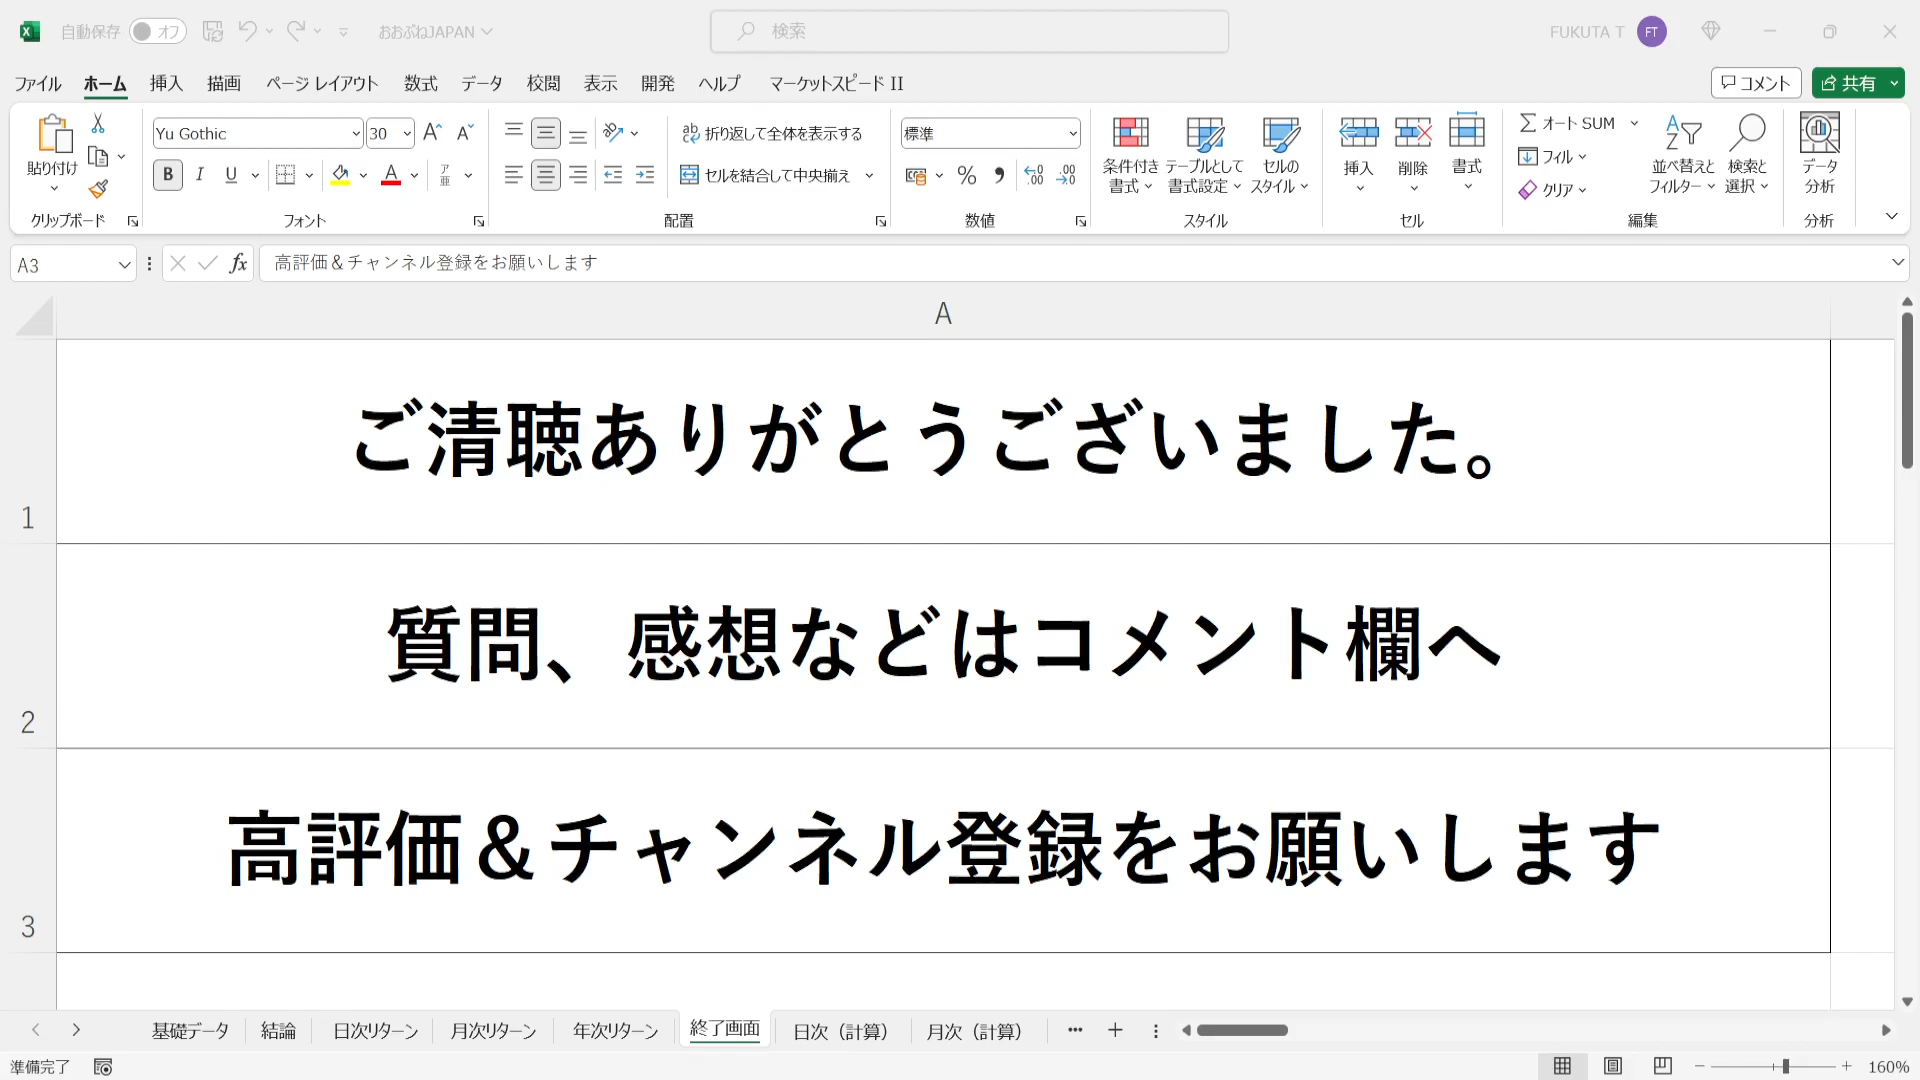 自動保存 オフ おおぶねJAPAN 検索 FUKUTA T FT
ファイル ホーム 挿入 描画 ページ レイアウト 数式 データ 校閲 表示 開発 ヘルプ マーケットスピード II コメント 共有
貼り付け Yu Gothic 30 A A ab 折り返して全体を表示する 標準 条件付き書式 テーブルとして書式設定 セルのスタイル 挿入 削除 書式 Σ オート SUM 並べ替えとフィルター 検索と選択 データ分析
B I U A ア亜 セルを結合して中央揃え % , フィル
クリア
クリップボード フォント 配置 数値 スタイル セル 編集 分析
A3 fx 高評価＆チャンネル登録をお願いします
A
1 ご清聴ありがとうございました。
2 質問、感想などはコメント欄へ
3 高評価＆チャンネル登録をお願いします
基礎データ 結論 日次リターン 月次リターン 年次リターン 終了画面 日次（計算） 月次（計算） ... +
準備完了 160%